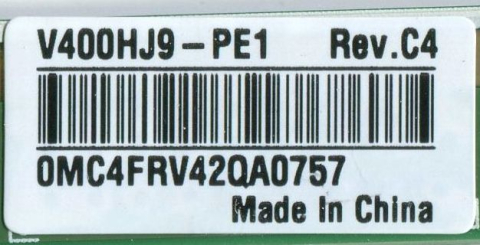 V400HJ9-PE1 Rev.C4
0MC4FRV42QA0757
Made In China